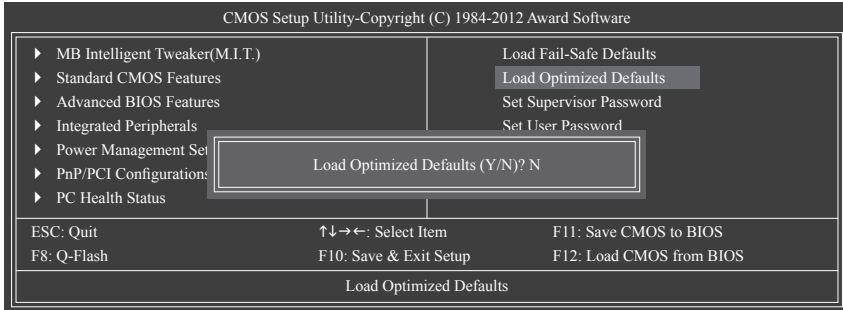 CMOS Setup Utility-Copyright (C) 1984-2012 Award Software
MB Intelligent Tweaker(M.I.T.)
Standard CMOS Features
Advanced BIOS Features
Integrated Peripherals
Power Management Set
PnP/PCI Configurations
PC Health Status
Load Fail-Safe Defaults
Load Optimized Defaults
Set Supervisor Password
Set User Password
Load Optimized Defaults (Y/N)? N
ESC: Quit ↑↓→←: Select Item F11: Save CMOS to BIOS
F8: Q-Flash F10: Save & Exit Setup F12: Load CMOS from BIOS
Load Optimized Defaults